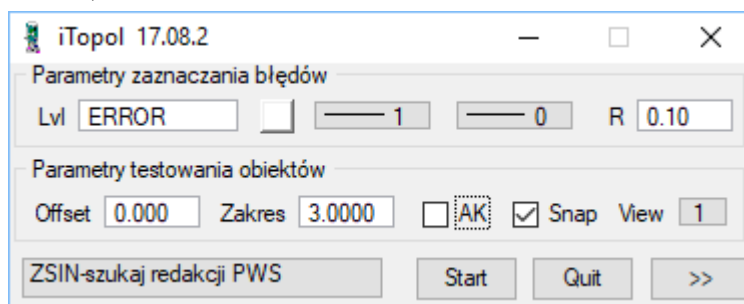 iTopol 17.08.2
Parametry zaznaczania błędów
Lvl ERROR 1 0 R 0.10
Parametry testowania obiektów
Offset 0.000 Zakres 3.0000 AK Snap View 1
ZSIN-szukaj redakcji PWS Start Quit >>